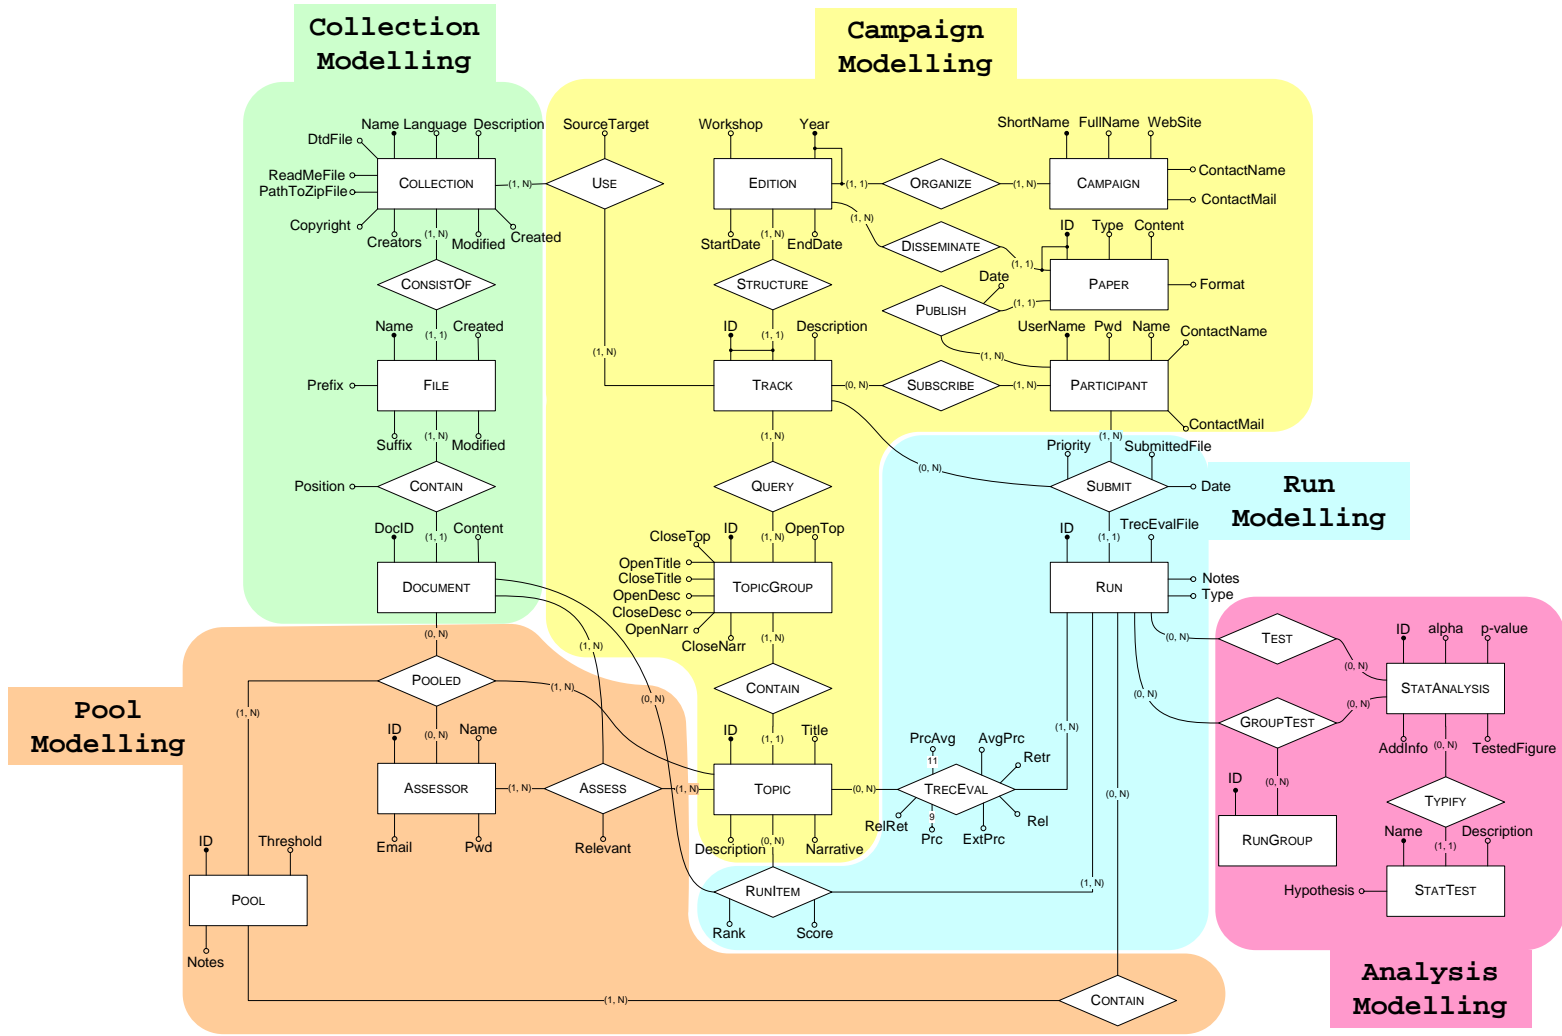 Collection
Modelling
Campaign
Modelling
Name Language Description
DtdFile
ReadMeFile
PathToZipFile
COLLECTION
Copyright
Creators
Modified
Created
(1, N)
SourceTarget
USE
(1, N)
Workshop
Year
EDITION
StartDate
EndDate
(1, 1)
ORGANIZE
(1, N)
ShortName
FullName
WebSite
CAMPAIGN
ContactName
ContactMail
(1, N)
CONSISTOF
(1, 1)
(1, N)
STRUCTURE
(1, 1)
(1, N)
DISSEMINATE
(1, 1)
ID
Type
Content
PAPER
Format
Date
PUBLISH
(1, 1)
(1, N)
Name
Created
Prefix
FILE
Suffix
Modified
ID
Description
TRACK
(0, N)
SUBSCRIBE
(1, N)
UserName
Pwd
Name
ContactName
PARTICIPANT
ContactMail
(1, N)
CONTAIN
Position
(1, 1)
(1, N)
QUERY
(1, N)
(0, N)
(1, N)
Priority
SubmittedFile
SUBMIT
Date
(1, 1)
Run
Modelling
DocID
Content
DOCUMENT
CloseTop
ID
OpenTop
OpenTitle
CloseTitle
OpenDesc
CloseDesc
OpenNarr
CloseNarr
TOPICGROUP
ID
TrecEvalFile
RUN
Notes
Type
(0, N)
POOLED
(1, N)
(1, N)
(0, N)
(1, N)
(0, N)
(1, N)
CONTAIN
(1, 1)
(0, N)
TEST
(0, N)
(0, N)
GROUPTEST
(0, N)
ID
alpha
p-value
STATANALYSIS
AddInfo
TestedFigure
Pool
Modelling
ID
Name
ASSESSOR
Email
Pwd
(1, N)
ASSESS
(1, N)
Relevant
ID
Title
TOPIC
Description
Narrative
(0, N)
PrcAvg
11
AvgPrc
Retr
TRECEVAL
RelRet
9
Prc
ExtPrc
Rel
(1, N)
(0, N)
(0, N)
ID
RUNGROUP
(0, N)
TYPIFY
(1, 1)
Name
Description
Hypothesis
STATTEST
ID
Threshold
POOL
Notes
(0, N)
RUNITEM
Rank
Score
(1, N)
(1, N)
CONTAIN
Analysis
Modelling